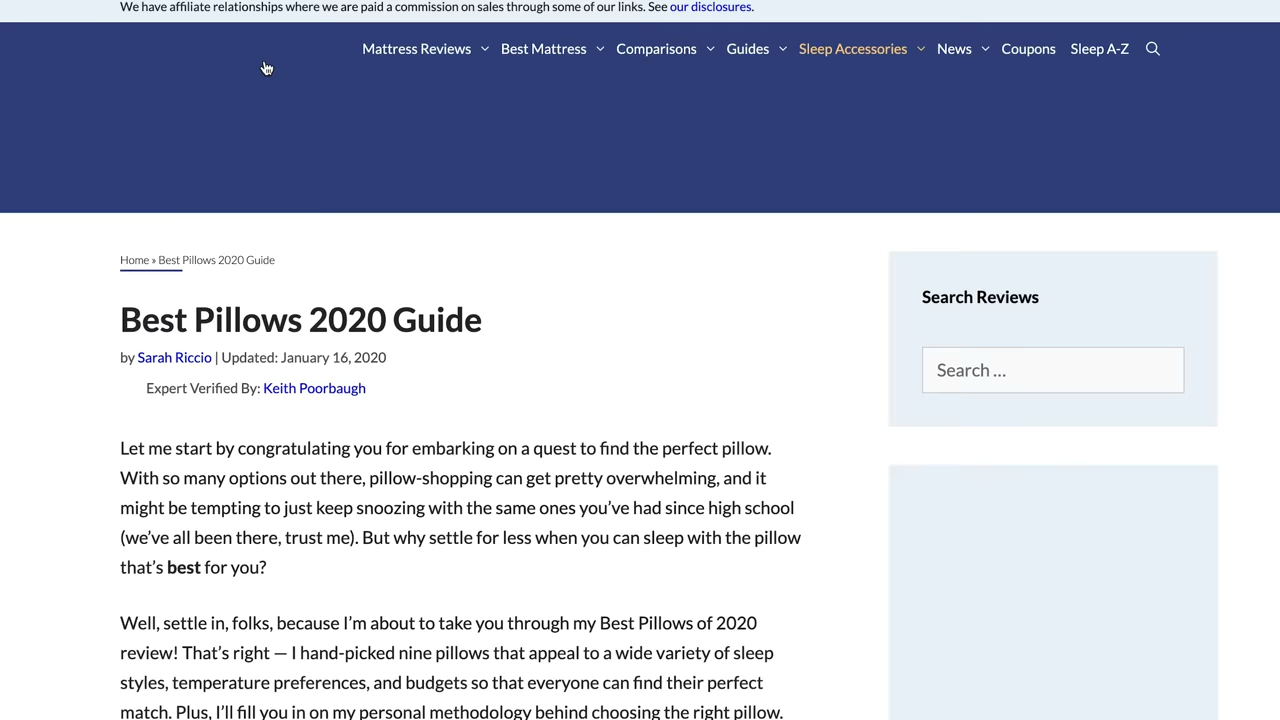 We have affiliate relationships where we are paid a commission on sales through some of our links. See our disclosures.
Mattress Reviews Best Mattress Comparisons Guides Sleep Accessories News Coupons Sleep A-Z
Home » Best Pillows 2020 Guide
Best Pillows 2020 Guide
by Sarah Riccio | Updated: January 16, 2020
Expert Verified By: Keith Poorbaugh
Let me start by congratulating you for embarking on a quest to find the perfect pillow.
With so many options out there, pillow-shopping can get pretty overwhelming, and it
might be tempting to just keep snoozing with the same ones you’ve had since high school
(we’ve all been there, trust me). But why settle for less when you can sleep with the pillow
that’s best for you?
Well, settle in, folks, because I’m about to take you through my Best Pillows of 2020
review! That’s right — I hand-picked nine pillows that appeal to a wide variety of sleep
styles, temperature preferences, and budgets so that everyone can find their perfect
match. Plus, I’ll fill you in on my personal methodology behind choosing the right pillow.
Search Reviews
Search …